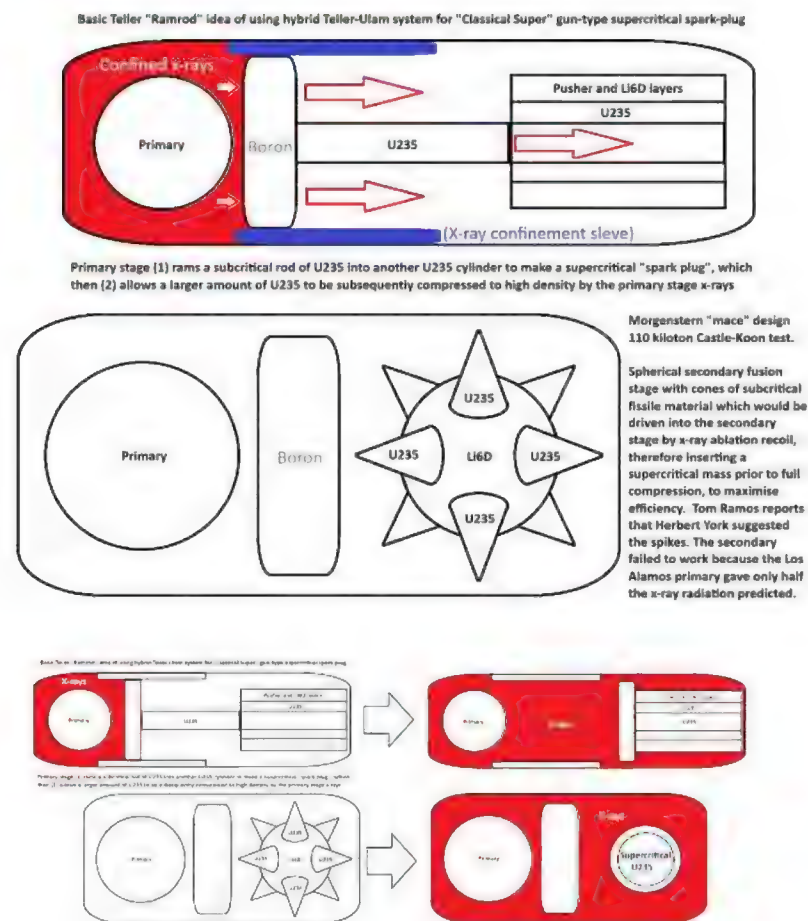 Basic Teller "Ramrod" idea of using hybrid Teller-Ulam system for "Classical Super" gun-type supercritical spark-plug
Confined x-rays
Pusher and Li6D layers
U235
Primary
Boron
U235
(X-ray confinement sleve)
Primary stage (1) rams a subcritical rod of U235 into another U235 cylinder to make a supercritical "spark plug", which
then (2) allows a larger amount of U235 to be subsequently compressed to high density by the primary stage x-rays
Morgenstern "mace" design
110 kiloton Castle-Koon test.
Spherical secondary fusion
stage with cones of subcritical
fissile material which would be
driven into the secondary
stage by x-ray ablation recoil,
therefore inserting a
supercritical mass prior to full
compression, to maximise
efficiency. Tom Ramos reports
that Herbert York suggested
the spikes. The secondary
failed to work because the Los
Alamos primary gave only half
the x-ray radiation predicted.
Primary
Boron
U235
U235
Li6D
U235
U235
X-rays
Primary
U235
Primary
U235
Primary
Primary
Supercritical
U235